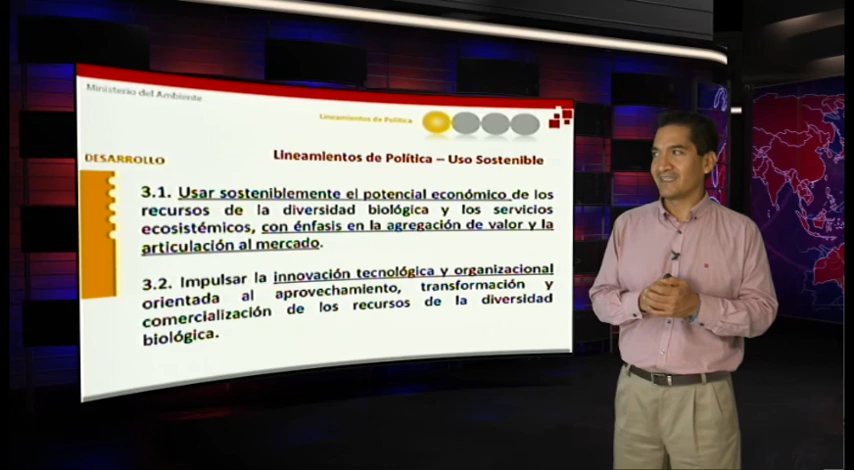 Ministerio del Ambiente
Lineamientos de Política
DESARROLLO
Lineamientos de Política – Uso Sostenible
3.1. Usar sosteniblemente el potencial económico de los
recursos de la diversidad biológica y los servicios
ecosistémicos, con énfasis en la agregación de valor y la
articulación al mercado.
3.2. Impulsar la innovación tecnológica y organizacional
orientada al aprovechamiento, transformación y
comercialización de los recursos de la diversidad
biológica.